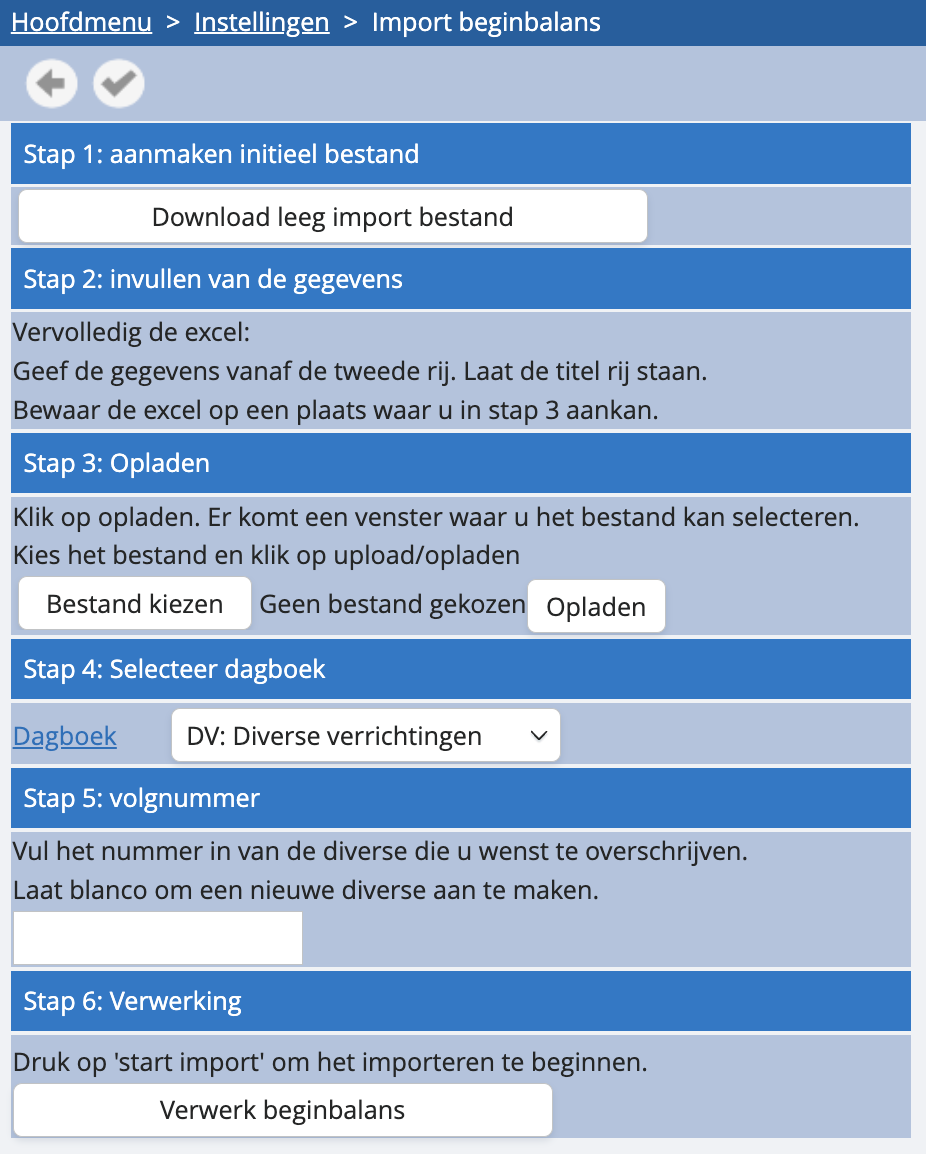 Hoofdmenu > Instellingen > Import beginbalans
Stap 1: aanmaken initieel bestand
Download leeg import bestand
Stap 2: invullen van de gegevens
Vervolledig de excel:
Geef de gegevens vanaf de tweede rij. Laat de titel rij staan.
Bewaar de excel op een plaats waar u in stap 3 aankan.
Stap 3: Opladen
Klik op opladen. Er komt een venster waar u het bestand kan selecteren.
Kies het bestand en klik op upload/opladen
Bestand kiezen Geen bestand gekozen Opladen
Stap 4: Selecteer dagboek
Dagboek DV: Diverse verrichtingen
Stap 5: volgnummer
Vul het nummer in van de diverse die u wenst te overschrijven.
Laat blanco om een nieuwe diverse aan te maken.
Stap 6: Verwerking
Druk op 'start import' om het importeren te beginnen.
Verwerk beginbalans